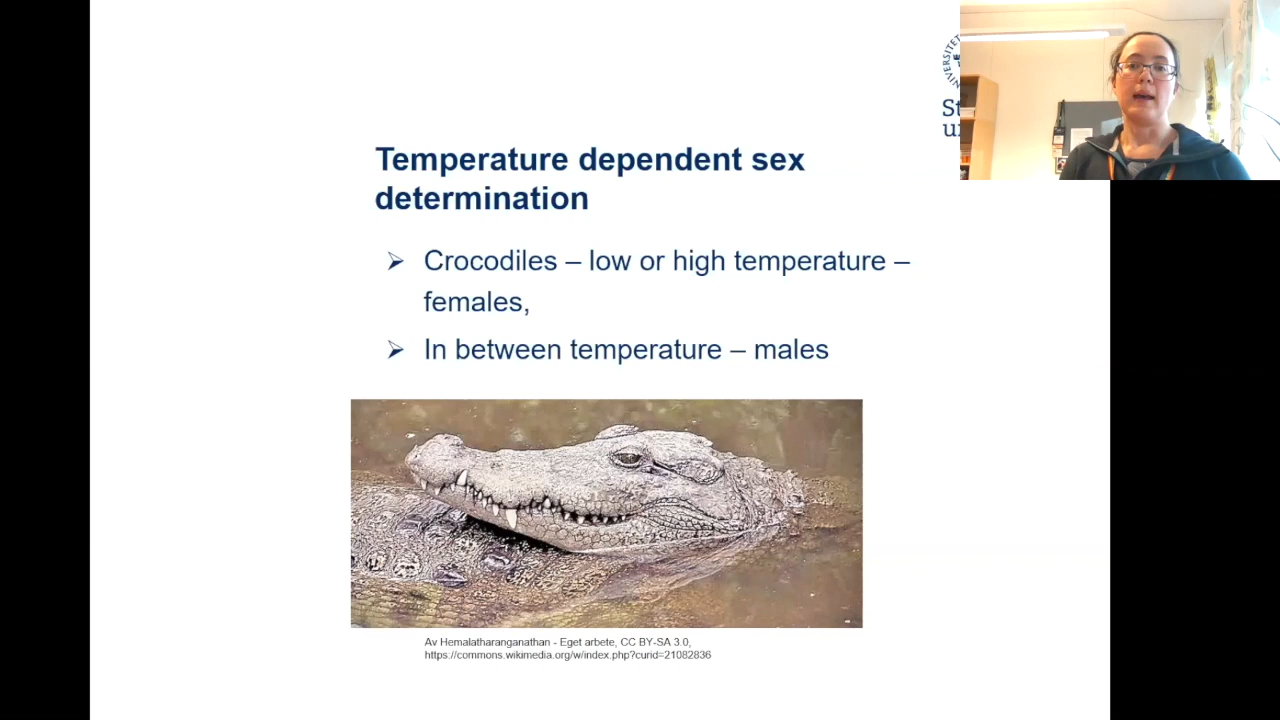 Temperature dependent sex
determination
➢ Crocodiles – low or high temperature –
females,
➢ In between temperature – males
Av Hemalatharanganathan - Eget arbete, CC BY-SA 3.0,
https://commons.wikimedia.org/w/index.php?curid=21082836